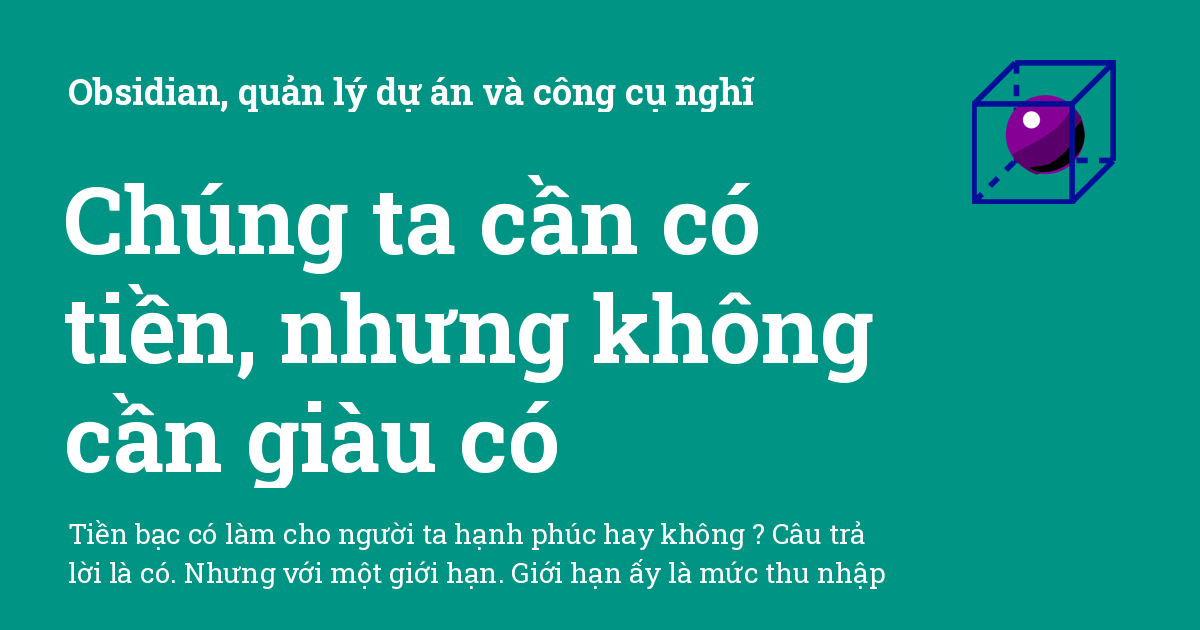 Obsidian, quản lý dự án và công cụ nghĩ
Chúng ta cần có
tiền, nhưng không
cần giàu có
Tiền bạc có làm cho người ta hạnh phúc hay không ? Câu trả
lời là có. Nhưng với một giới hạn. Giới hạn ấy là mức thu nhập